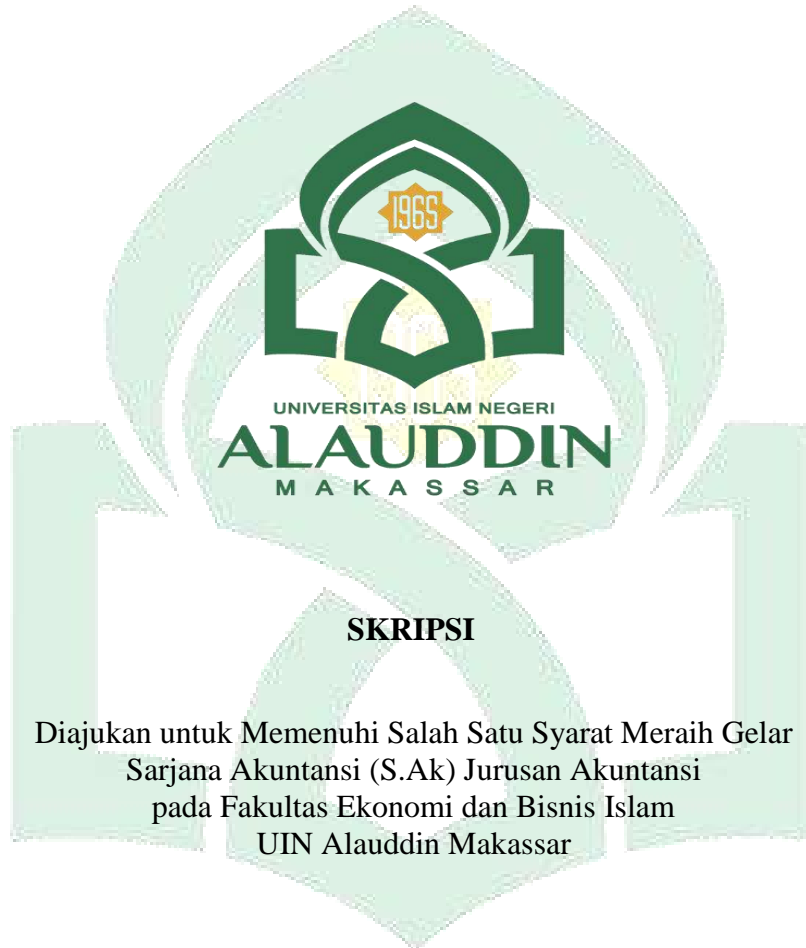 1965
UNIVERSITAS ISLAM NEGERI
ALAUDDIN
MAKASSAR
SKRIPSI
Diajukan untuk Memenuhi Salah Satu Syarat Meraih Gelar
Sarjana Akuntansi (S.Ak) Jurusan Akuntansi
pada Fakultas Ekonomi dan Bisnis Islam
UIN Alauddin Makassar